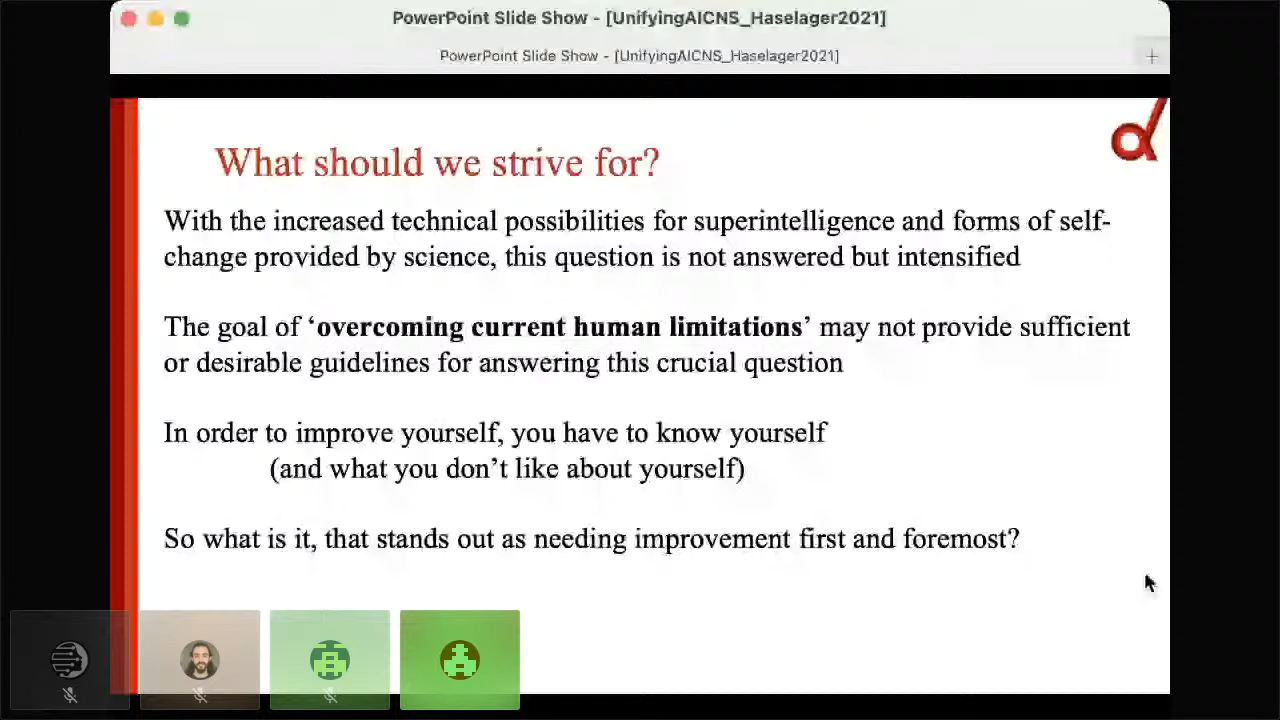 PowerPoint Slide Show - [UnifyingAICNS_Haselager2021]
PowerPoint Slide Show - [UnifyingAICNS_Haselager2021]
What should we strive for?
With the increased technical possibilities for superintelligence and forms of self-
change provided by science, this question is not answered but intensified
The goal of ‘overcoming current human limitations’ may not provide sufficient
or desirable guidelines for answering this crucial question
In order to improve yourself, you have to know yourself
(and what you don’t like about yourself)
So what is it, that stands out as needing improvement first and foremost?